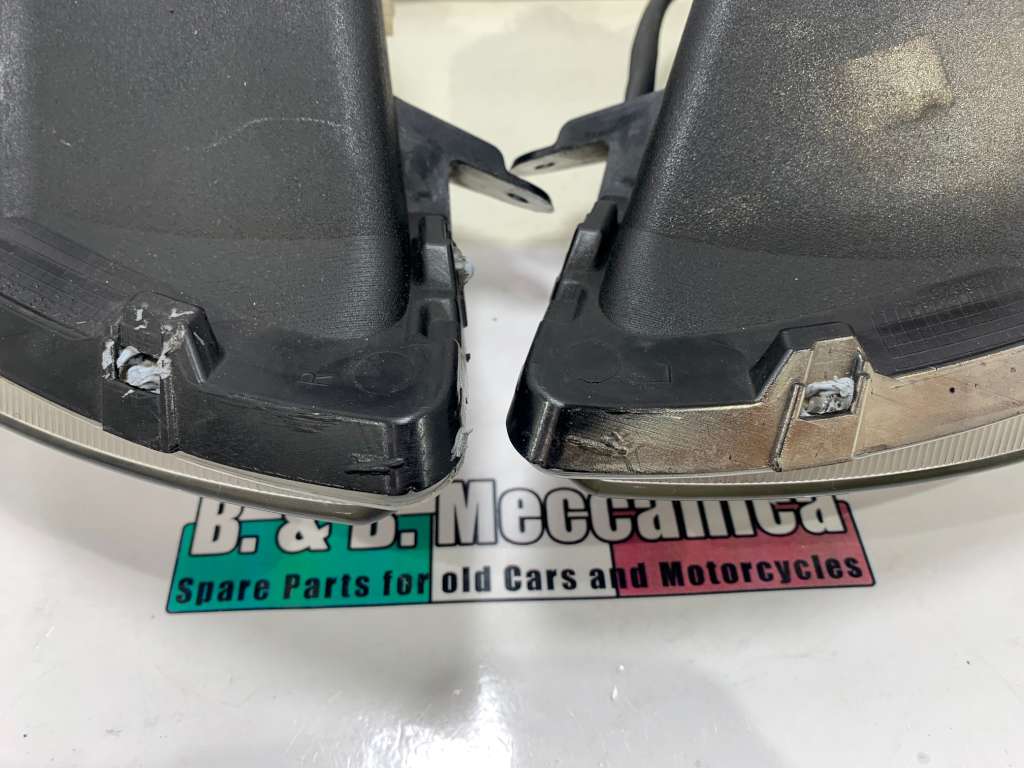 R
L
B. & B. Meccanica
Spare Parts for old Cars and Motorcycles